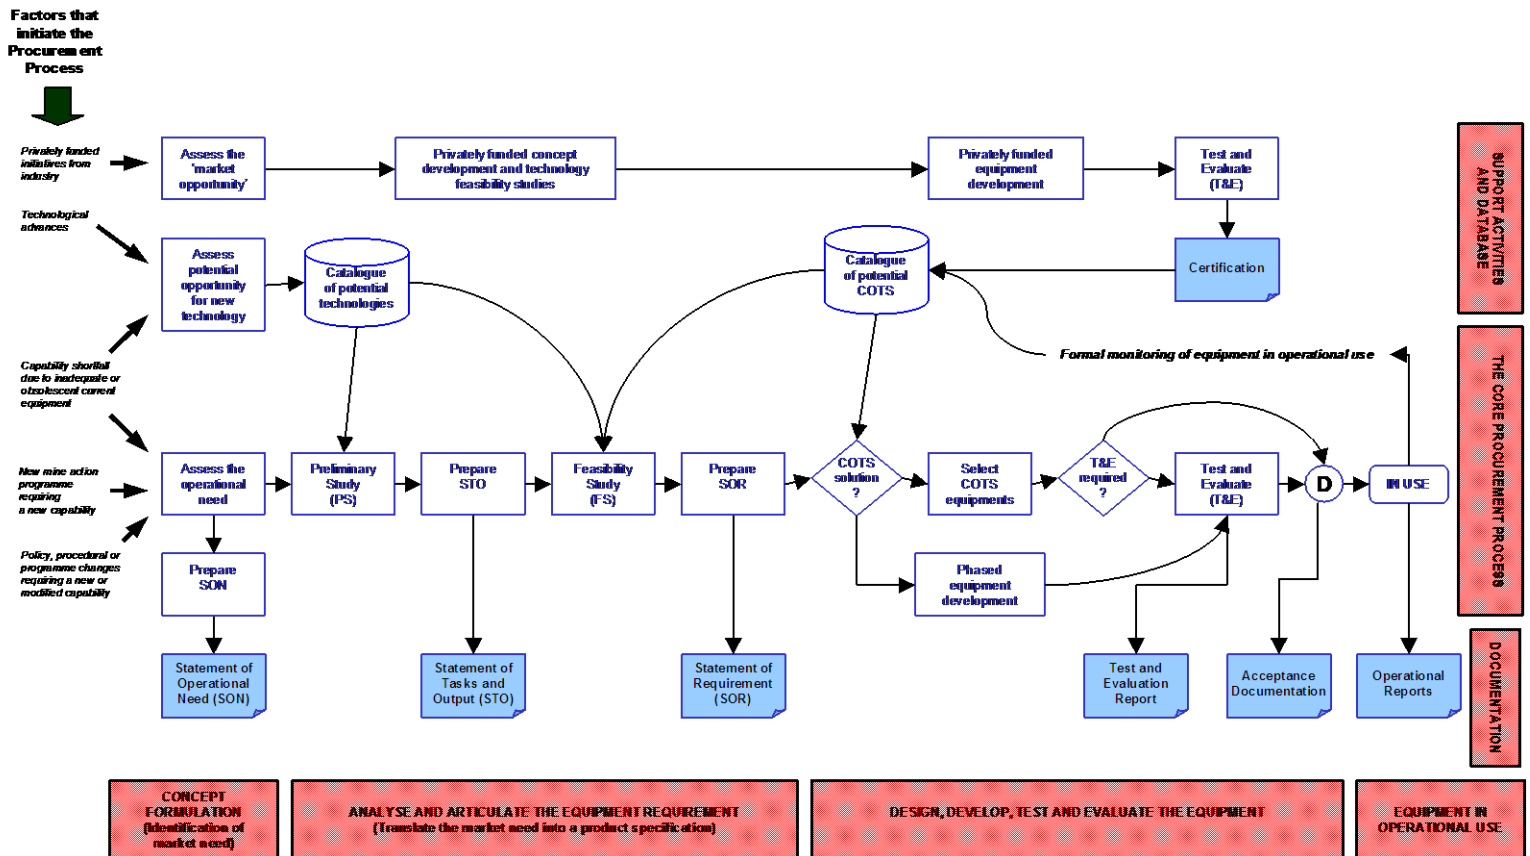 Factors that
initiate the
Procurement
Process
Privately funded
initiatives from
industry
Assess the
'market
opportunity'
Privately funded concept
development and technology
feasibility studies
Privately funded
equipment
development
Test and
Evaluate
(T&E)
Technological
advances
Assess
potential
opportunity
for new
technology
Catalogue
of potential
technologies
Catalogue
of potential
COTS
Certification
SUPPORT ACTIVITIES
AND DATABASE
Formal monitoring of equipment in operational use
Capability shortfall
due to inadequate or
obsolescent current
equipment
New mine action
programme
requiring
a new capability
Policy, procedural or
programme changes
requiring a new or
modified capability
Assess the
operational
need
Preliminary
Study
(PS)
Prepare
STO
Feasibility
Study
(FS)
Prepare
SOR
COTS
solution
?
Select
COTS
equipments
T&E
required
?
Test and
Evaluate
(T&E)
D
IN USE
Prepare
SON
Phased
equipment
development
THE CORE PROCUREMENT PROCESS
Statement of
Operational
Need (SON)
Statement of
Tasks and
Output (STO)
Statement of
Requirement
(SOR)
Test and
Evaluation
Report
Acceptance
Documentation
Operational
Reports
DOCUMENTATION
CONCEPT
FORMULATION
(Identification of
market need)
ANALYSE AND ARTICULATE THE EQUIPMENT REQUIREMENT
(Translate the market need into a product specification)
DESIGN, DEVELOP, TEST AND EVALUATE THE EQUIPMENT
EQUIPMENT IN
OPERATIONAL USE